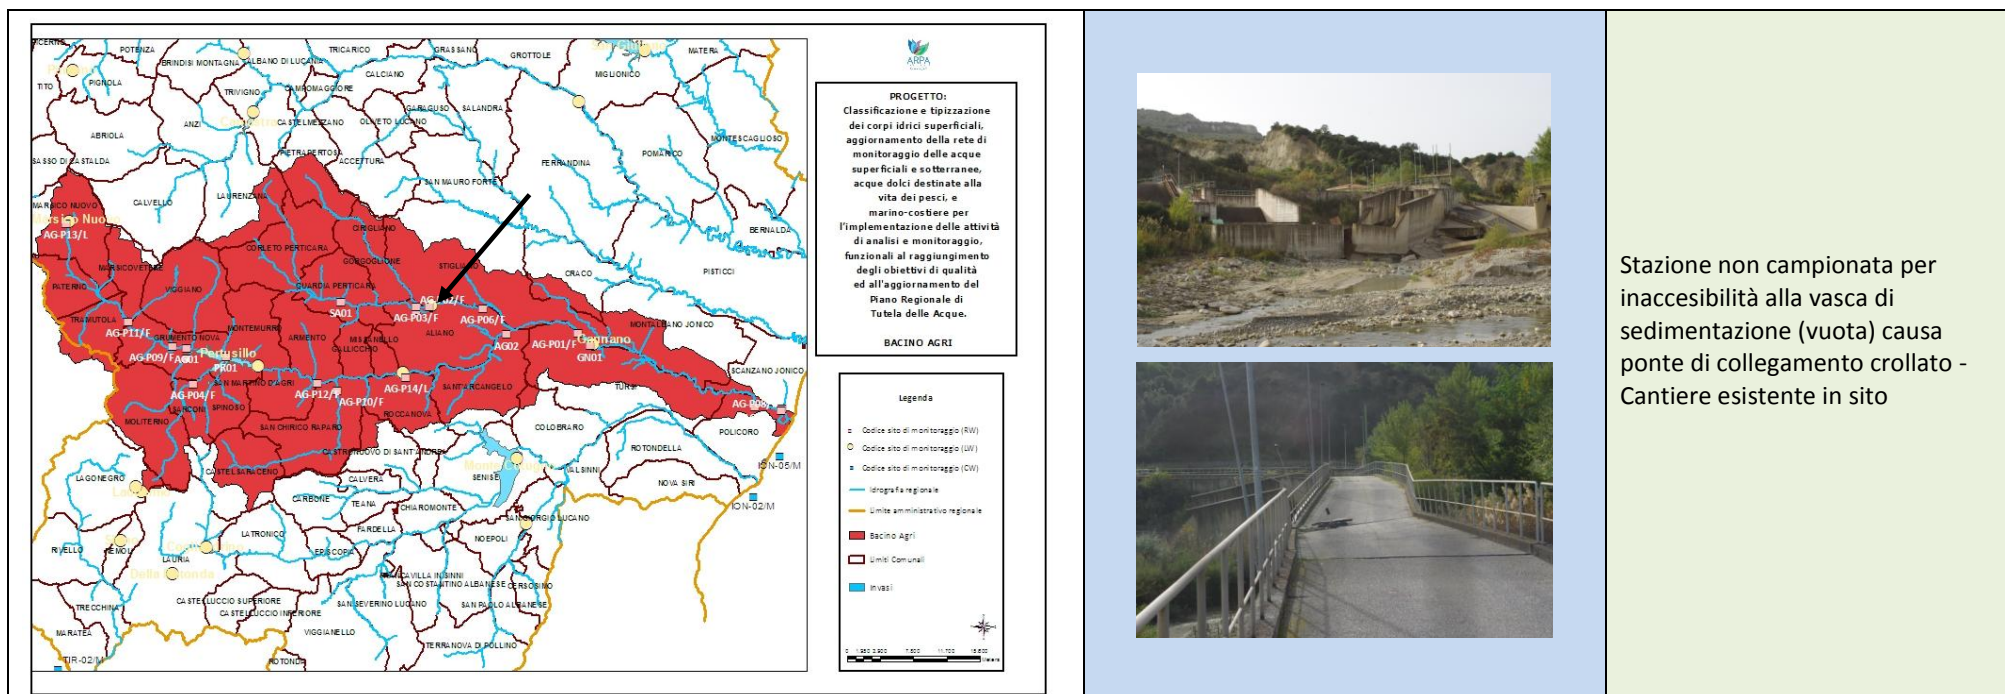 POTENZA
TRICARICO
GRASSANO
GROTTOLE
MATERA
BRINDISI MONTAGNA
ALBANO DI LUCANIA
CALCIANO
MIGLIONICO
TITO
PIGNOLA
TRIVIGNO
CAMPOMAGGIORE
GARAGUSO
SALANDRA
ANZI
CASTELMEZZANO
OLIVETO LUCANO
ABRIOLA
MONTESCAGLIOSO
SASSO DI CASTALDA
PIETRAPERTOSA
ACCETTURA
FERRANDINA
POMARICO
LAURENZANA
SAN MAURO FORTE
MARSICO NUOVO
CALVELLO
Marsico Nuovo
AG-P13/L
BERNALDA
CIRIGLIANO
CORLETO PERTICARA
GORGOGLIONE
STIGLIANO
PISTICCI
MARSICOVETERE
CRACO
PATERNO
VIGGIANO
GUARDIA PERTICARA
SA01
AG-P03/F
AG-P06/F
TRAMUTOLA
AG-P11/F
MONTEMURRO
ALIANO
MONTALBANO JONICO
GRUMENTO NOVA
ARMENTO
MISSANELLO
AG02
AG-P01/F
AG-P09/F
Pertusillo
GALLICCHIO
GN01
PR01
SCANZANO JONICO
SAN MARTINO D'AGRI
AG-P14/L
SANT'ARCANGELO
TURSI
AG-P04/F
AG-P12/F
AG-P10/F
SARCONI
SPINOSO
ROCCANOVA
MOLITERNO
SAN CHIRICO RAPARO
COLOBRARO
POLICORO
CASTRONUOVO DI SANT'ANDREA
ROTONDELLA
CASTELSARACENO
VALSINNI
ION-05/M
LAGONEGRO
CALVERA
SENISE
NOVA SIRI
CARBONE
TEANA
CHIAROMONTE
ION-02/M
SAN GIORGIO LUCANO
LATRONICO
FARDELLA
NOEPOLI
RIVELLO
LAURIA
EPISCOPIA
FRANCAVILLA IN SINNI
SAN COSTANTINO ALBANESE
CERSOSIMO
CASTELLUCCIO SUPERIORE
TRECCHINA
CASTELLUCCIO INFERIORE
SAN SEVERINO LUCANO
SAN PAOLO ALBANESE
MARATEA
VIGGIANELLO
TERRANOVA DI POLLINO
TIR-02/M
ROTONDA
ARPA
PROGETTO:
Classificazione e tipizzazione
dei corpi idrici superficiali,
aggiornamento della rete di
monitoraggio delle acque
superficiali e sotterranee,
acque dolci destinate alla
vita dei pesci, e
marino-costiere per
l'implementazione delle attività
di analisi e monitoraggio,
funzionali al raggiungimento
degli obiettivi di qualità
ed all'aggiornamento del
Piano Regionale di
Tutela delle Acque.
BACINO AGRI
Legenda
Codice sito di monitoraggio (RW)
Codice sito di monitoraggio (LW)
Codice sito di monitoraggio (CW)
Idrografia regionale
Limite amministrativo regionale
Bacino Agri
Limiti Comunali
Invasi
Stazione non campionata per
inaccesibilità alla vasca di
sedimentazione (vuota) causa
ponte di collegamento crollato -
Cantiere esistente in sito